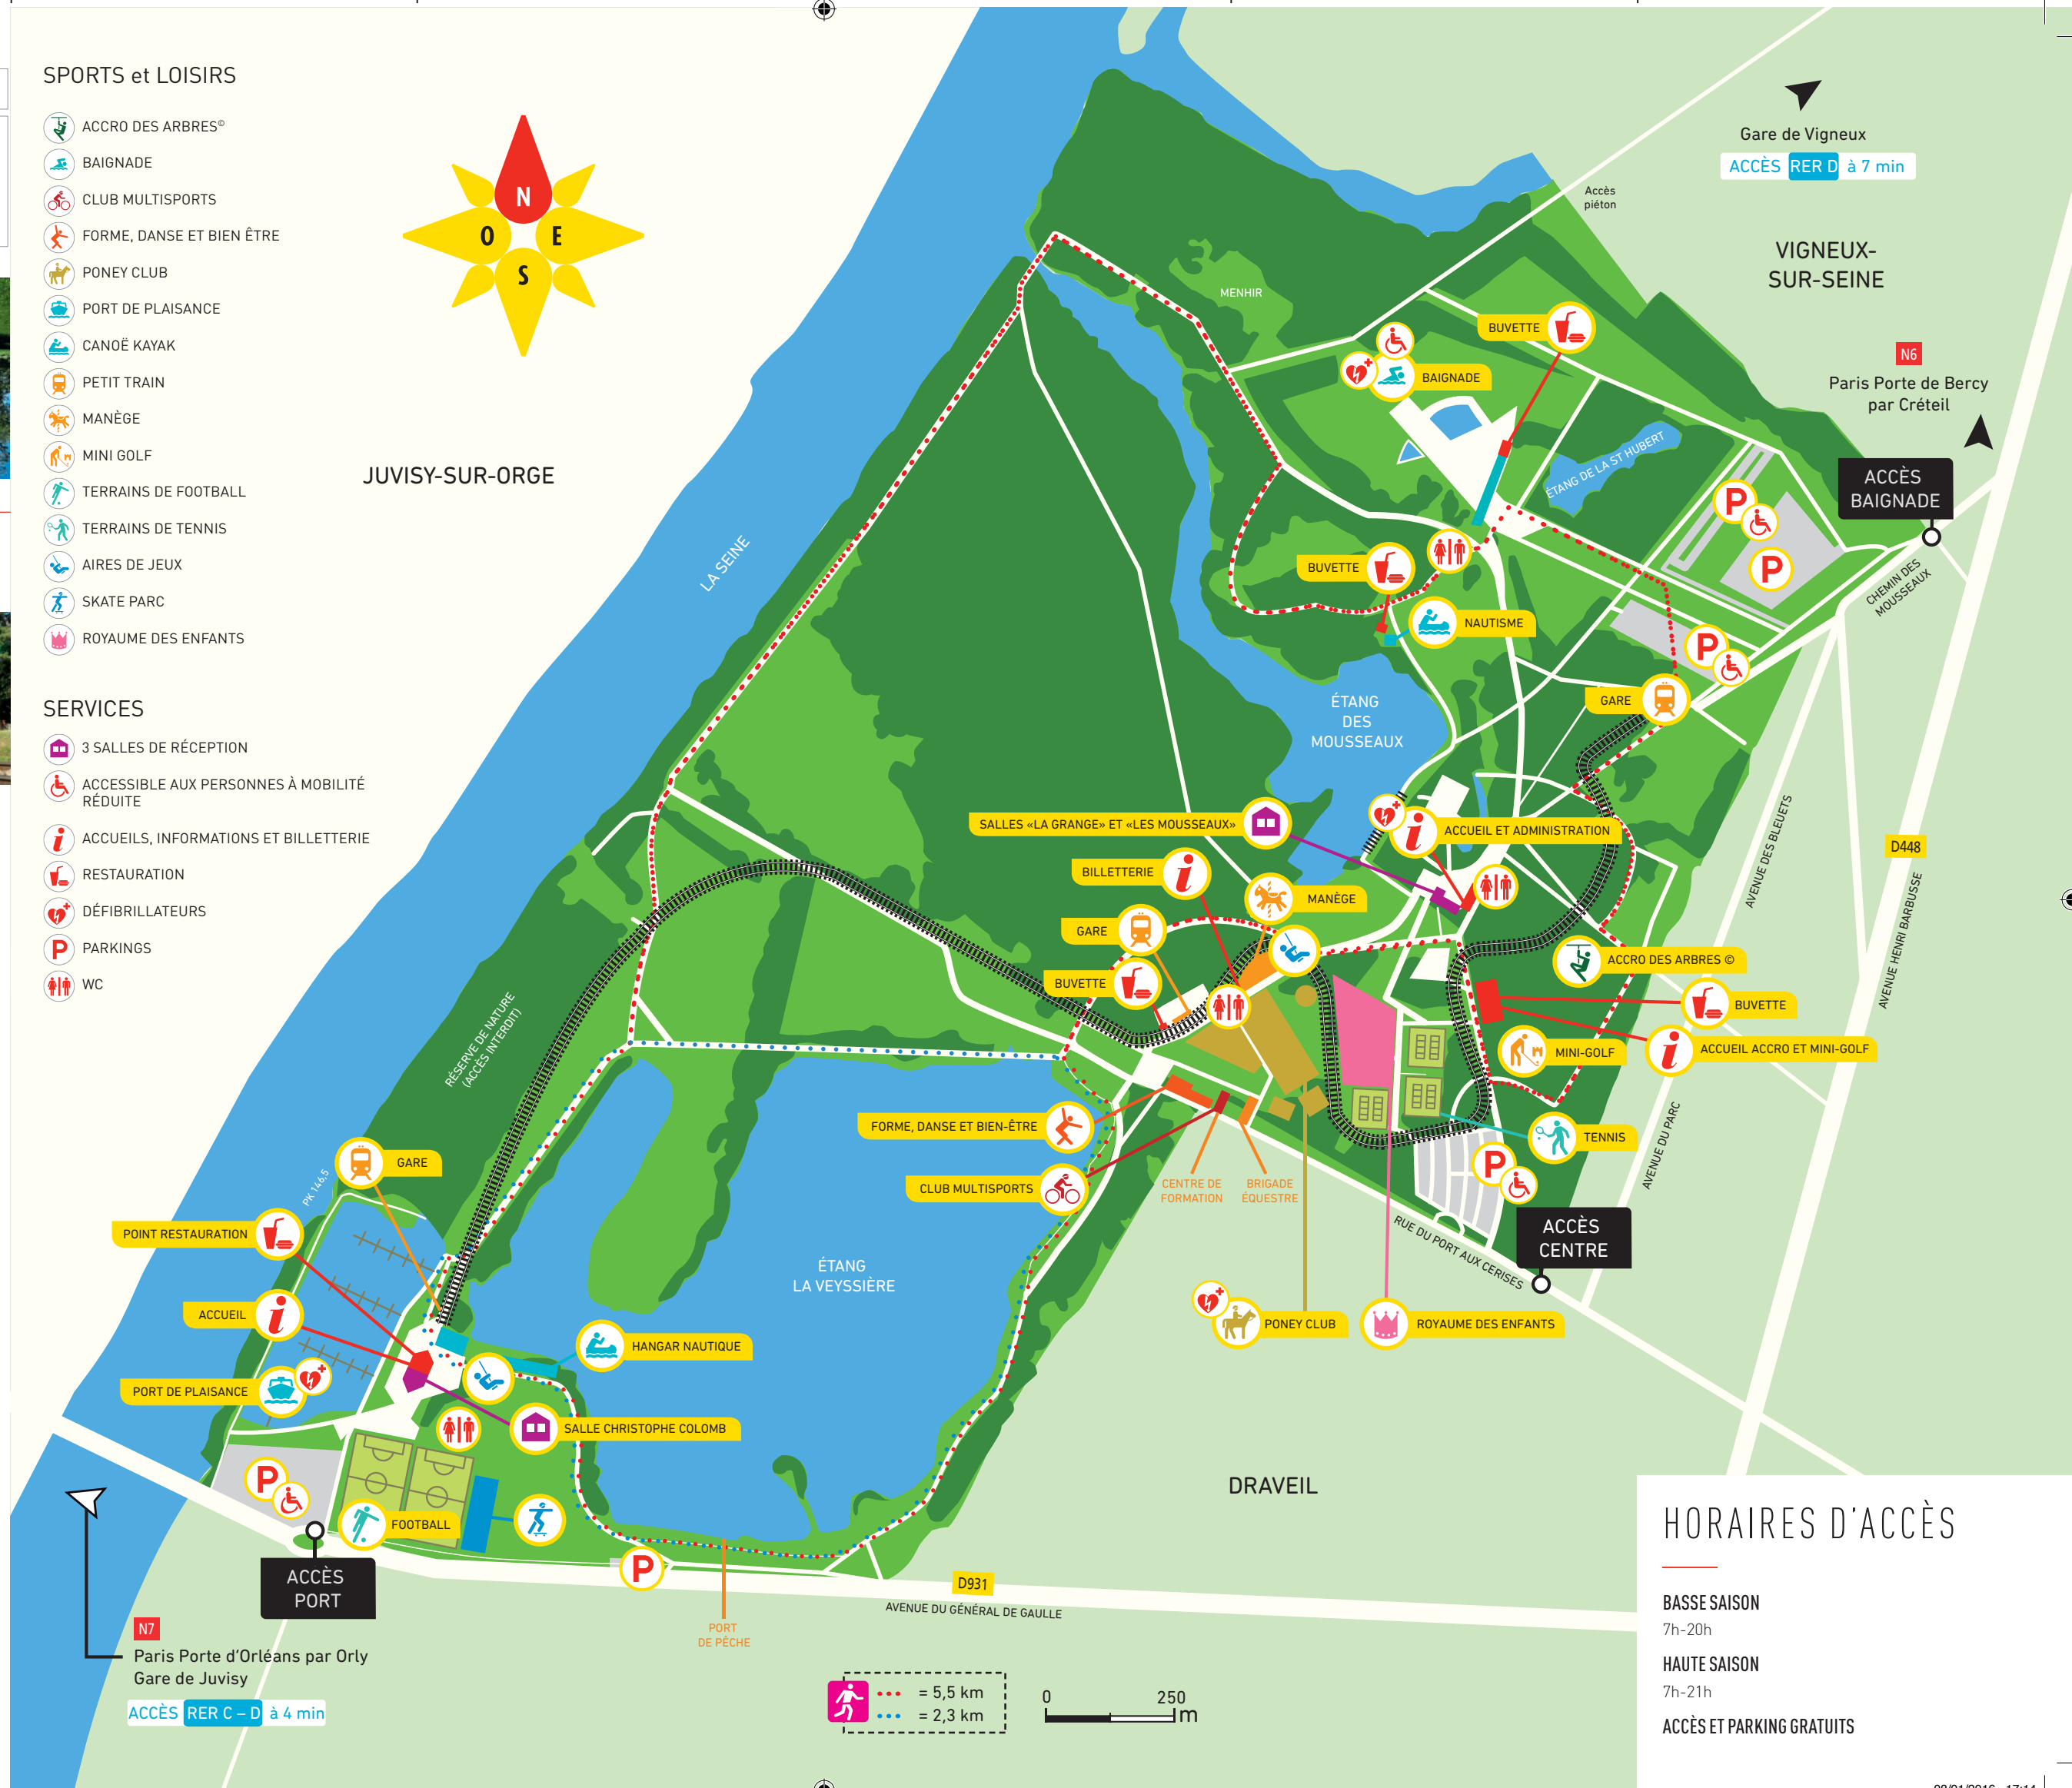 SPORTS et LOISIRS
ACCRO DES ARBRES©
BAIGNADE
CLUB MULTISPORTS
FORME, DANSE ET BIEN ÊTRE
PONEY CLUB
PORT DE PLAISANCE
CANOË KAYAK
PETIT TRAIN
MANÈGE
MINI GOLF
TERRAINS DE FOOTBALL
TERRAINS DE TENNIS
AIRES DE JEUX
SKATE PARC
ROYAUME DES ENFANTS
SERVICES
3 SALLES DE RÉCEPTION
ACCESSIBLE AUX PERSONNES À MOBILITÉ
RÉDUITE
ACCUEILS, INFORMATIONS ET BILLETTERIE
RESTAURATION
DÉFIBRILLATEURS
P PARKINGS
WC
N
O E
S
JUVISY-SUR-ORGE
LA SEINE
Gare de Vigneux
ACCÈS RER D à 7 min
Accès
piéton
VIGNEUX-
SUR-SEINE
N6
Paris Porte de Bercy
par Créteil
ACCÈS
BAIGNADE
CHEMIN DES
MOUSSEAUX
MENHIR
BUVETTE
BAIGNADE
ÉTANG DE LA ST HUBERT
P
P
BUVETTE
NAUTISME
P
GARE
ÉTANG
DES
MOUSSEAUX
SALLES «LA GRANGE» ET «LES MOUSSEAUX»
ACCUEIL ET ADMINISTRATION
BILLETTERIE
MANÈGE
GARE
BUVETTE
AVENUE DES BLEUETS
D448
AVENUE HENRI BARBUSSE
ACCRO DES ARBRES ©
BUVETTE
MINI-GOLF
ACCUEIL ACCRO ET MINI-GOLF
TENNIS
AVENUE DU PARC
P
RÉSERVE DE NATURE
(ACCÈS INTERDIT)
FORME, DANSE ET BIEN-ÊTRE
CLUB MULTISPORTS
CENTRE DE
FORMATION
BRIGADE
ÉQUESTRE
RUE DU PORT AUX CERISES
ACCÈS
CENTRE
PONEY CLUB
ROYAUME DES ENFANTS
ÉTANG
LA VEYSSIÈRE
GARE
PK 146,5
POINT RESTAURATION
ACCUEIL
PORT DE PLAISANCE
HANGAR NAUTIQUE
SALLE CHRISTOPHE COLOMB
P
FOOTBALL
P
ACCÈS
PORT
N7
Paris Porte d'Orléans par Orly
Gare de Juvisy
ACCÈS RER C – D à 4 min
PORT
DE PÊCHE
D931
AVENUE DU GÉNÉRAL DE GAULLE
DRAVEIL
= 5,5 km
= 2,3 km
0 250
m
HORAIRES D'ACCÈS
BASSE SAISON
7h-20h
HAUTE SAISON
7h-21h
ACCÈS ET PARKING GRATUITS